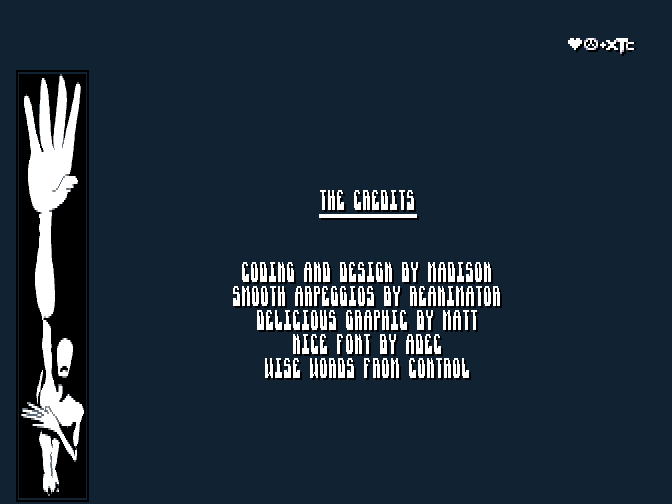 THE CREDITS
CODING AND DESIGN BY MADISON
SMOOTH ARPEGGIOS BY REANIMATOR
DELICIOUS GRAPHIC BY MATT
NICE FONT BY ADEC
WISE WORDS FROM CONTROL